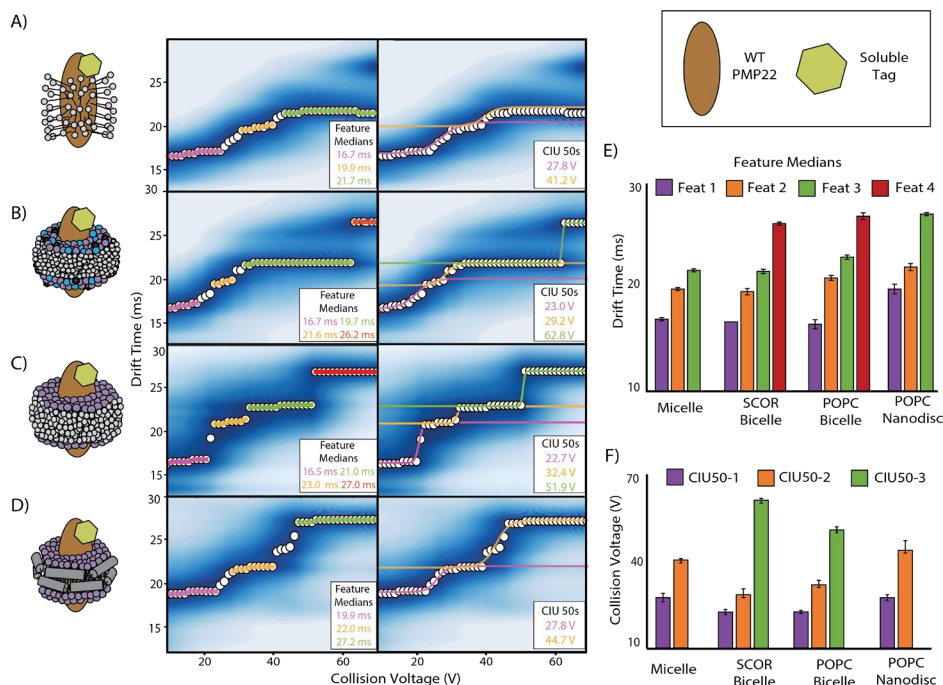 A)
30
25
20
15
Feature
Medians
16.7 ms
19.9 ms
21.7 ms
CIU 50s
27.8 V
41.2 V
B)
30
25
20
15
Feature
Medians
16.7 ms 19.7 ms
21.6 ms 26.2 ms
CIU 50s
23.0 V
29.2 V
62.8 V
Drift Time (ms)
C)
30
25
20
15
Feature
Medians
16.5 ms 21.0 ms
23.0 ms 27.0 ms
CIU 50s
22.7 V
32.4 V
51.9 V
D)
30
25
20
15
Feature
Medians
19.9 ms
22.0 ms
27.2 ms
CIU 50s
27.8 V
44.7 V
20 40 60 20 40 60
Collision Voltage (V)
WT
PMP22
Soluble
Tag
E)
Feature Medians
Feat 1 Feat 2 Feat 3 Feat 4
30
20
10
Drift Time (ms)
Micelle
SCOR
Bicelle
POPC
Bicelle
POPC
Nanodisc
F)
CIU50-1 CIU50-2 CIU50-3
70
40
10
Collision Voltage (V)
Micelle
SCOR
Bicelle
POPC
Bicelle
POPC
Nanodisc